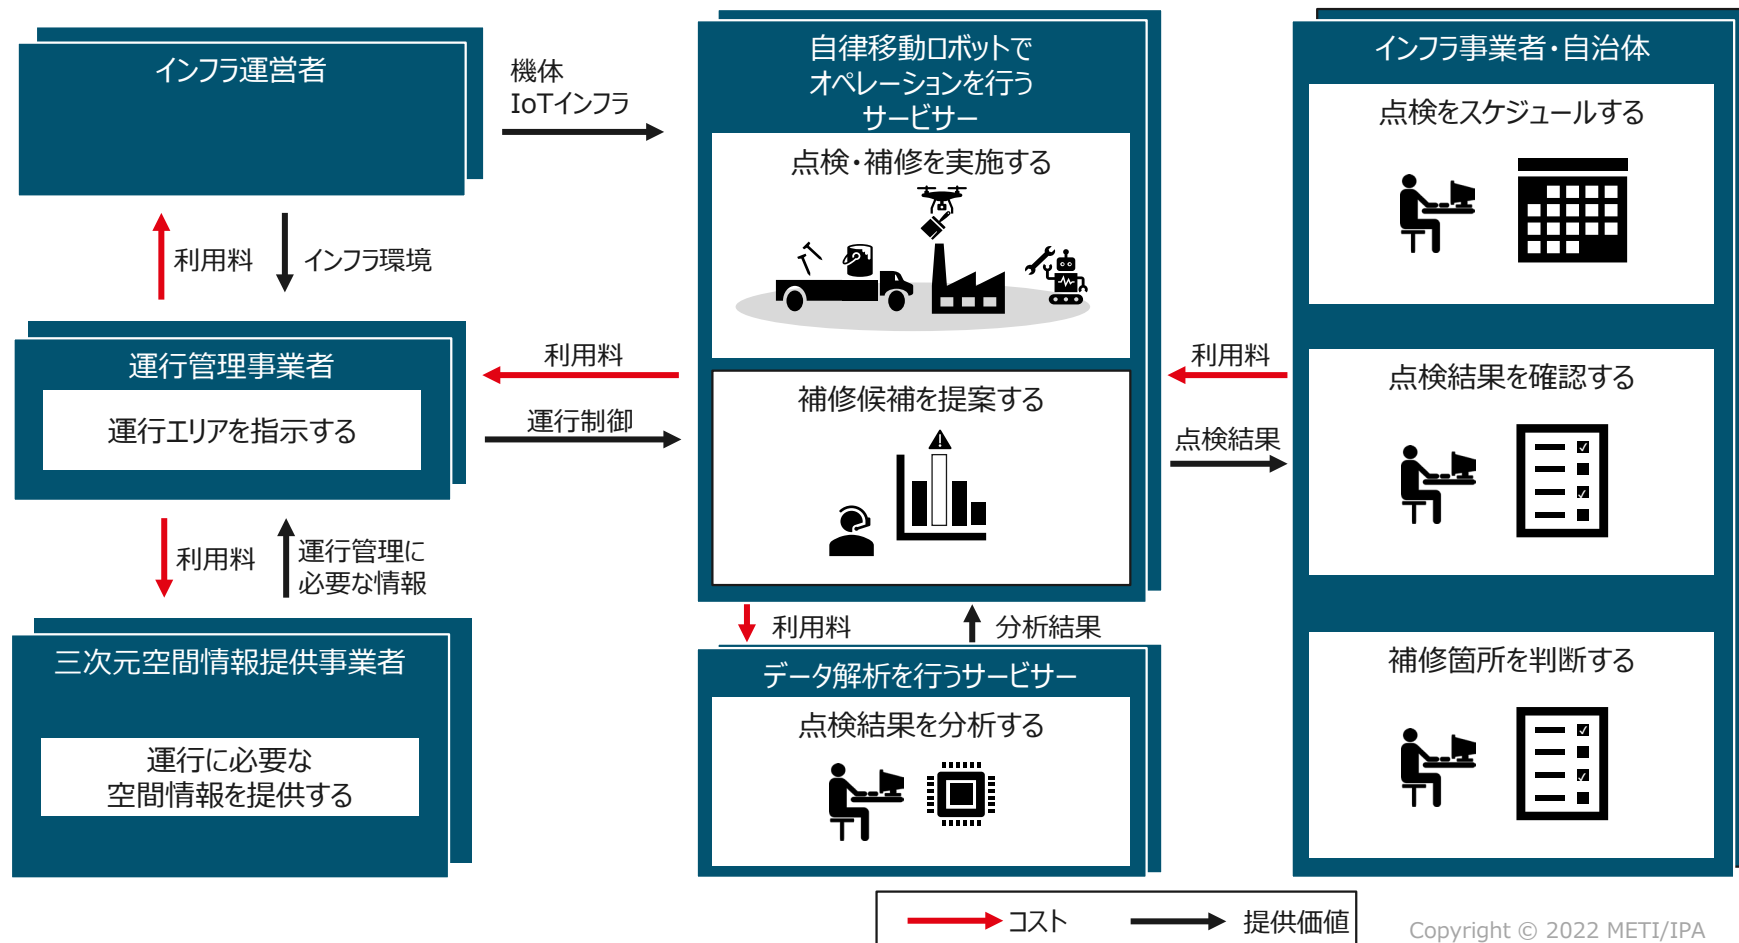 インフラ運営者
機体
IoTインフラ
利用料
インフラ環境
運行管理事業者
運行エリアを指示する
利用料
運行管理に
必要な情報
三次元空間情報提供事業者
運行に必要な
空間情報を提供する
利用料
運行制御
自律移動ロボットで
オペレーションを行う
サービサー
点検・補修を実施する
補修候補を提案する
利用料
分析結果
データ解析を行うサービサー
点検結果を分析する
利用料
点検結果
インフラ事業者・自治体
点検をスケジュールする
点検結果を確認する
補修箇所を判断する
コスト
提供価値
Copyright © 2022 METI/IPA